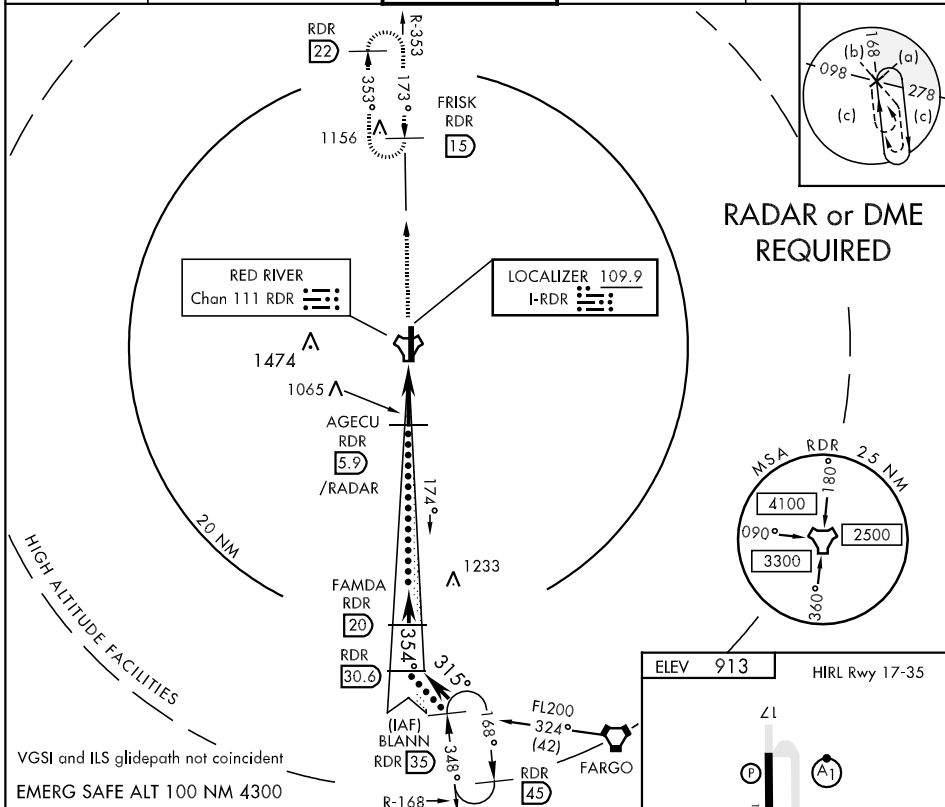 RDR
22
R-353
353°
173°
FRISK
RDR
15
1156
168
(b)
(a)
098
278
(c)
(c)
RADAR or DME
REQUIRED
RED RIVER
Chan 111 RDR
LOCALIZER 109.9
I-RDR
1474
1065
AGECU
RDR
5.9
/RADAR
174°
20 NM
HIGH ALTITUDE FACILITIES
1233
FAMDA
RDR
20
354°
RDR
30.6
315°
(IAF)
BLANN
RDR 35
348°
168°
R-168
RDR
45
FL200
324°
(42)
FARGO
MSA RDR 25 NM
180°
4100
090°
2500
3300
360°
ELEV 913
HIRL Rwy 17-35
17
P
A1
VGSI and ILS glidepath not coincident
EMERG SAFE ALT 100 NM 4300